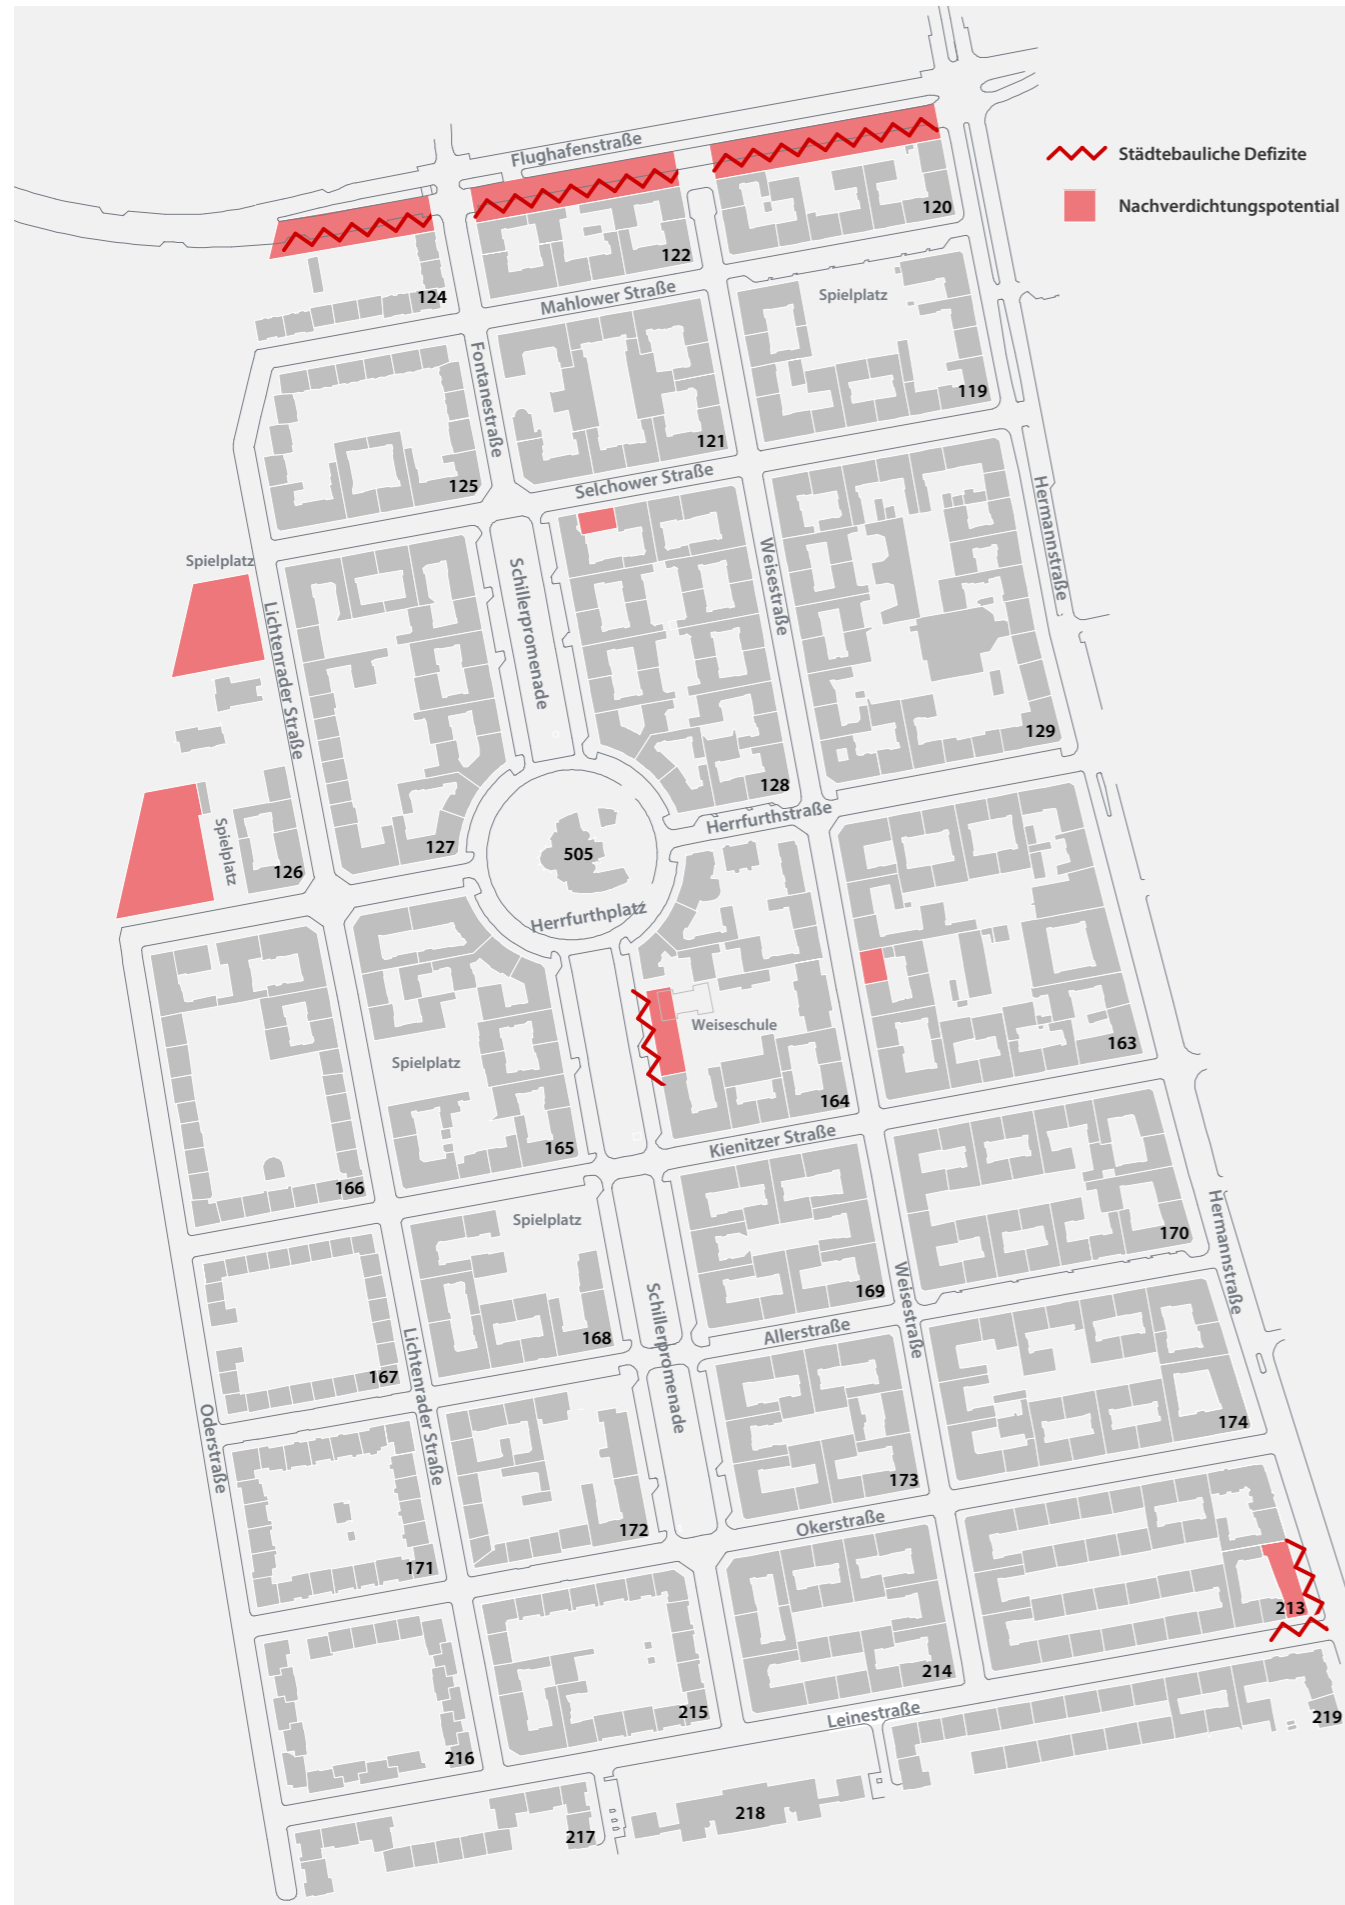 Flughafenstraße
Städtebauliche Defizite
Nachverdichtungspotential
120
122
124
Mahlower Straße
Spielplatz
Fontanestraße
119
121
125
Selchower Straße
Hermannstraße
Spielplatz
Schillerpromenade
Weisestraße
Lichtenrader Straße
129
128
Herrfurthstraße
Spielplatz
127
126
505
Herrfurthplatz
Weiseschule
163
Spielplatz
164
Kienitzer Straße
165
166
Spielplatz
170
Hermannstraße
169
Weisestraße
Schillerpromenade
Allerstraße
168
167
Lichtenrader Straße
Oderstraße
174
173
Okerstraße
172
171
213
214
215
Leinestraße
219
216
218
217